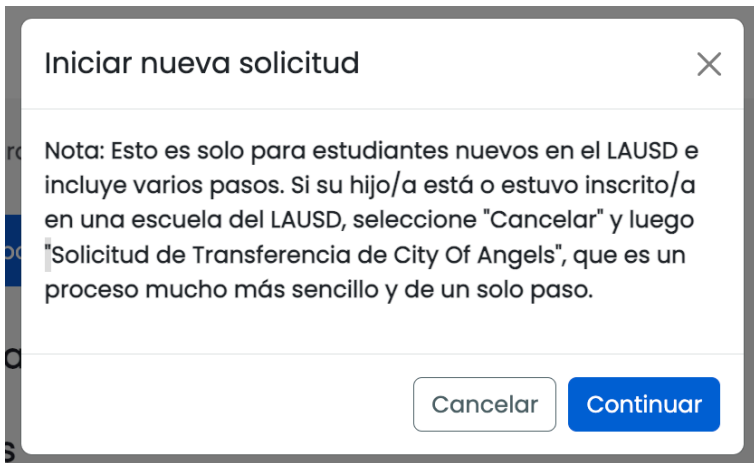 Iniciar nueva solicitud
Nota: Esto es solo para estudiantes nuevos en el LAUSD e
incluye varios pasos. Si su hijo/a está o estuvo inscrito/a
en una escuela del LAUSD, seleccione "Cancelar" y luego
"Solicitud de Transferencia de City Of Angels", que es un
proceso mucho más sencillo y de un solo paso.
Cancelar
Continuar